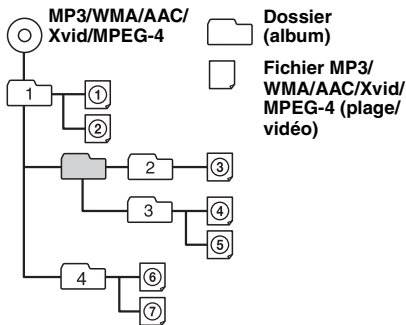 MP3/WMA/AAC/
Xvid/MPEG-4
Dossier
(album)
Fichier MP3/
WMA/AAC/Xvid/
MPEG-4 (plage/
vidéo)
1
①
②
2
③
3
④
⑤
4
⑥
⑦